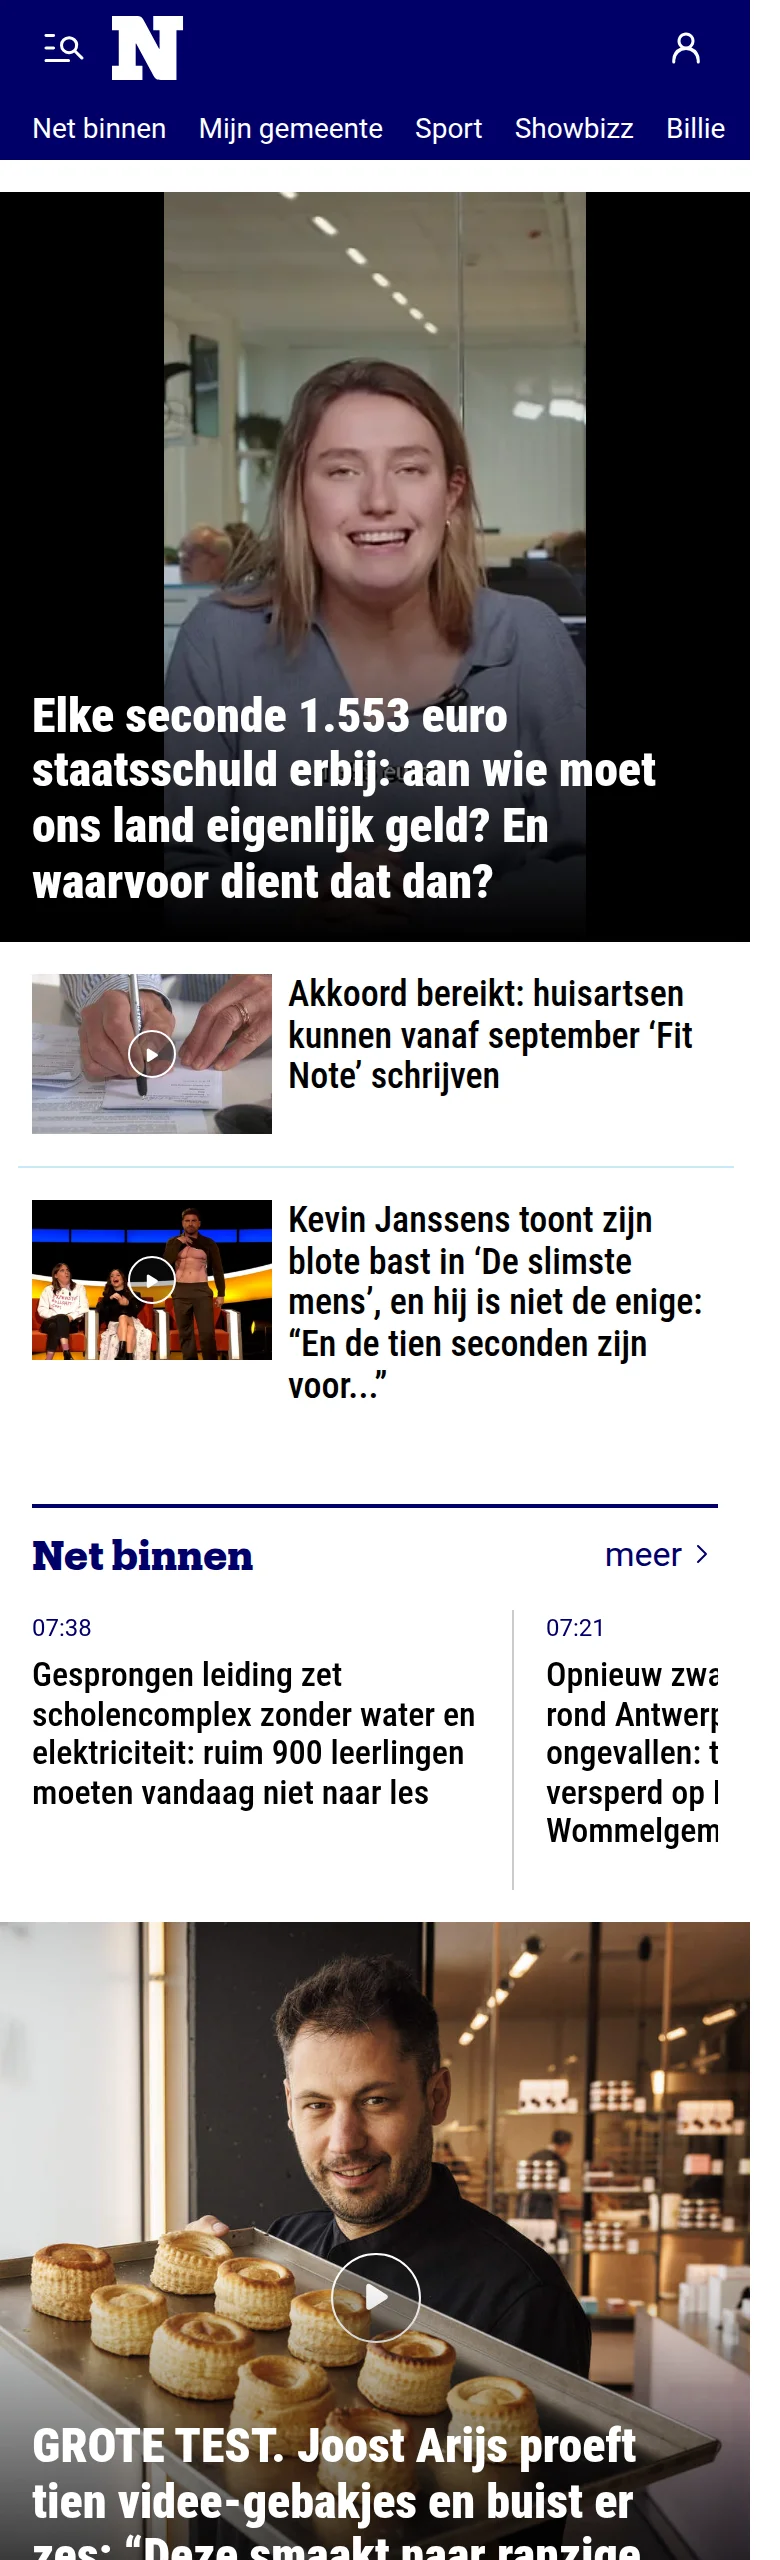 N
Net binnen Mijn gemeente Sport Showbizz Billie
Elke seconde 1.553 euro
staatsschuld erbij: aan wie moet
ons land eigenlijk geld? En
waarvoor dient dat dan?
Akkoord bereikt: huisartsen
kunnen vanaf september ‘Fit
Note’ schrijven
Kevin Janssens toont zijn
blote bast in ‘De slimste
mens’, en hij is niet de enige:
“En de tien seconden zijn
voor...”
Net binnen
meer
07:38
Gesprongen leiding zet
scholencomplex zonder water en
elektriciteit: ruim 900 leerlingen
moeten vandaag niet naar les
07:21
Opnieuw
rond
ongevallen:
versperd op
Wommelgem
GROTE TEST. Joost Arijs proeft
tien videe-gebakjes en buist er
zes: “Deze smaakt naar ranzige